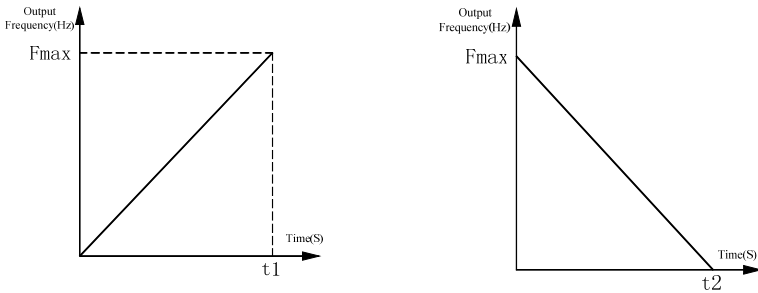 Output
Frequency(Hz)
Fmax
Time(S)
t1
Output
Frequency(Hz)
Fmax
Time(S)
t2